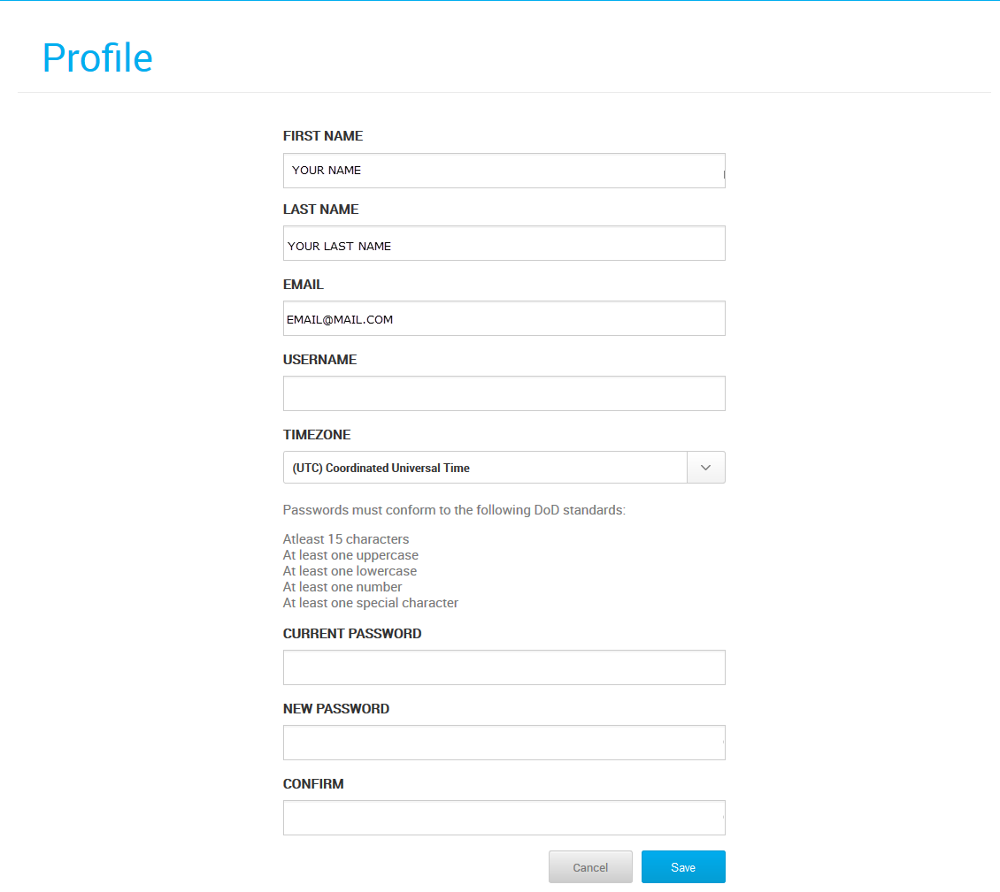 Profile
FIRST NAME
YOUR NAME
LAST NAME
YOUR LAST NAME
EMAIL
EMAIL@MAIL.COM
USERNAME
TIMEZONE
(UTC) Coordinated Universal Time
Passwords must conform to the following DoD standards:
Atleast 15 characters
At least one uppercase
At least one lowercase
At least one number
At least one special character
CURRENT PASSWORD
NEW PASSWORD
CONFIRM
Cancel Save